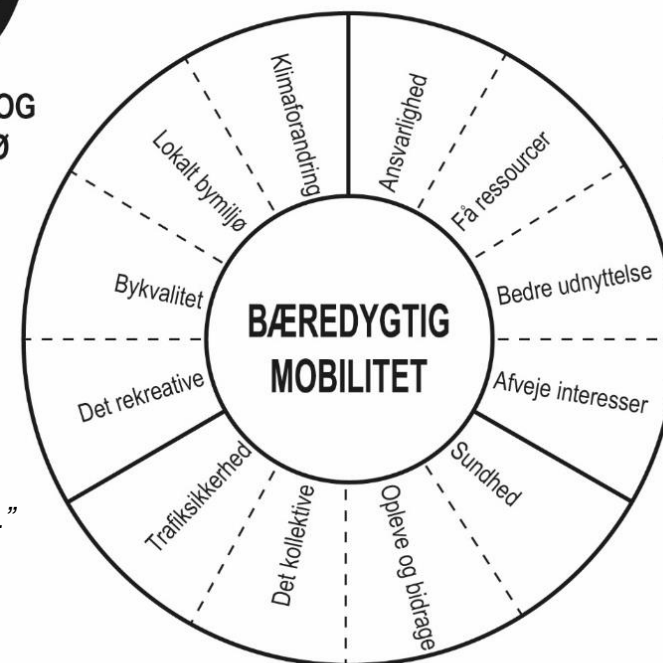 OG
Ø
.”
Klimaforandring
Ansvarlighed
Få ressourcer
Bedre udnyttelse
Afveje interesser
Sundhed
Opleve og bidrage
Det kollektive
Trafiksikkerhed
Det rekreative
Bykvalitet
Lokalt bymiljø
BÆREDYGTIG
MOBILITET